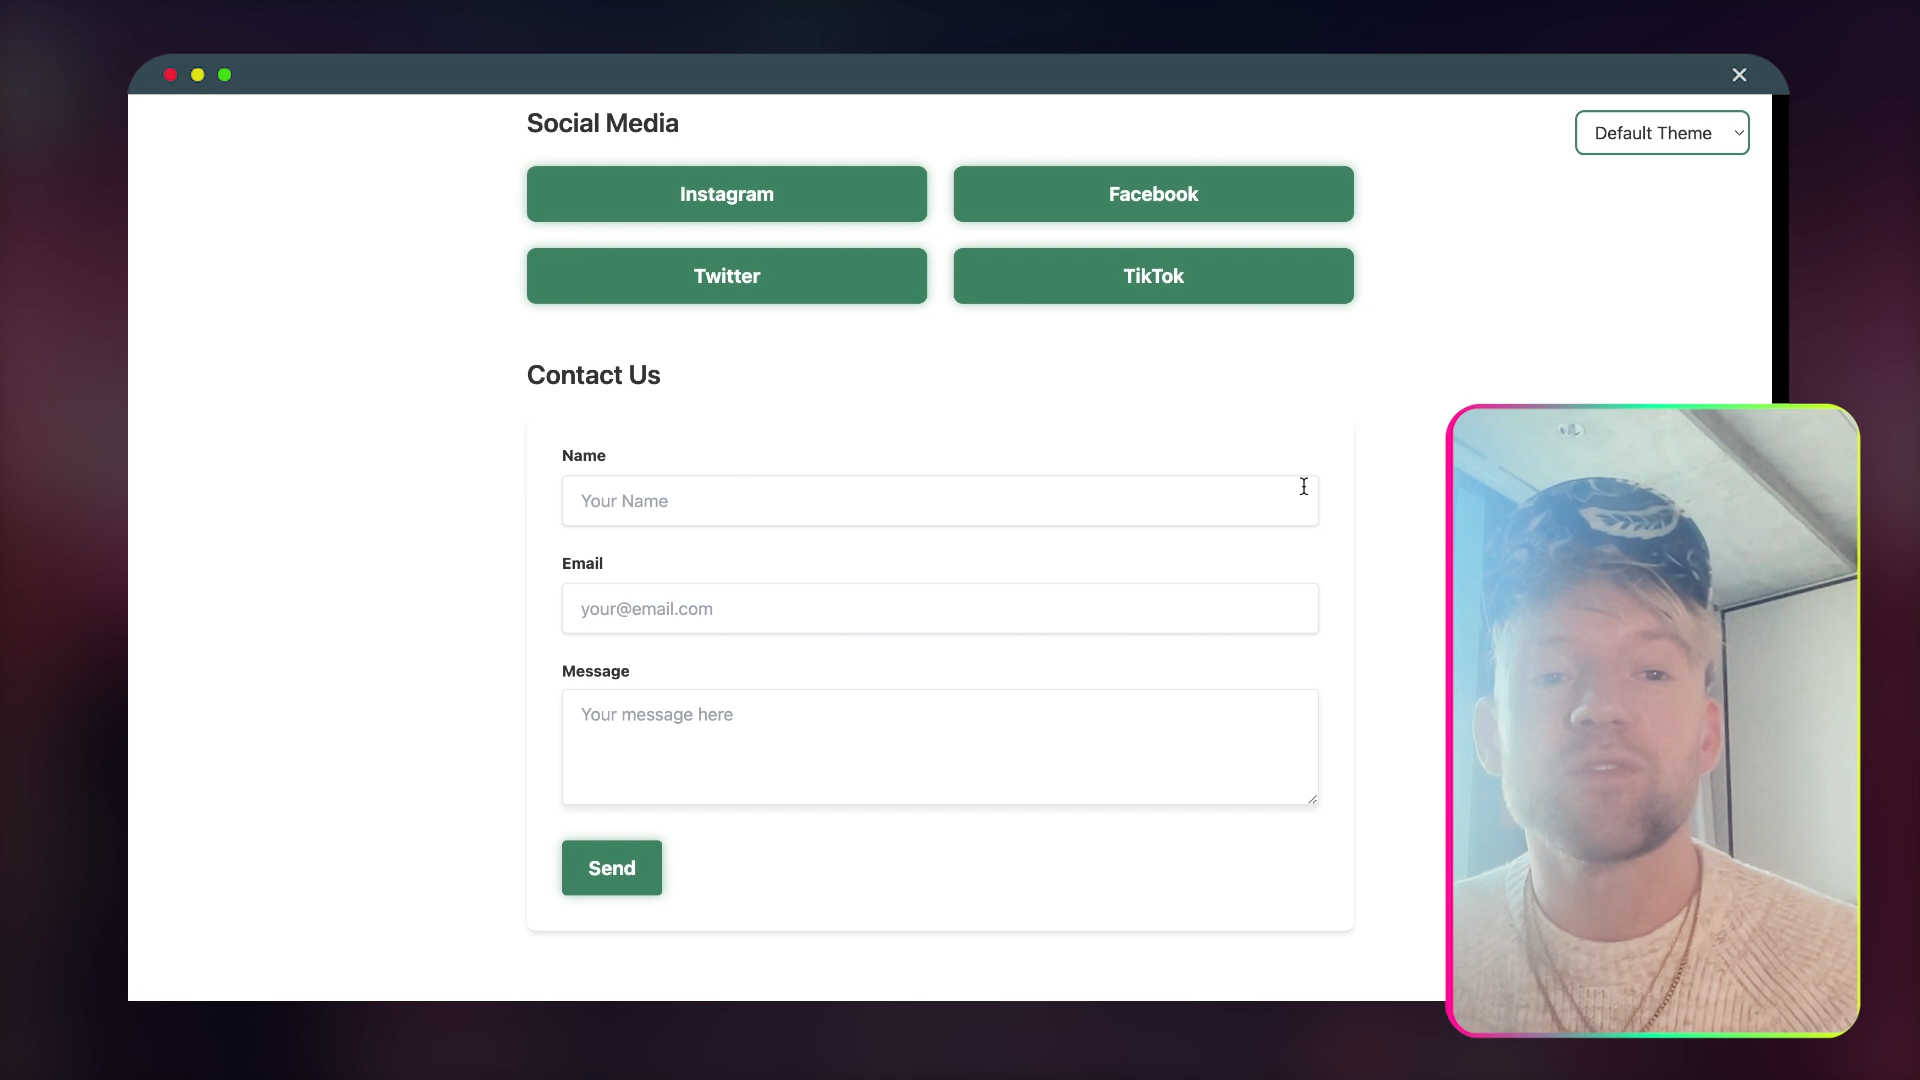 Social Media
Default Theme
Instagram
Facebook
Twitter
TikTok
Contact Us
Name
Your Name
Email
your@email.com
Message
Your message here
Send